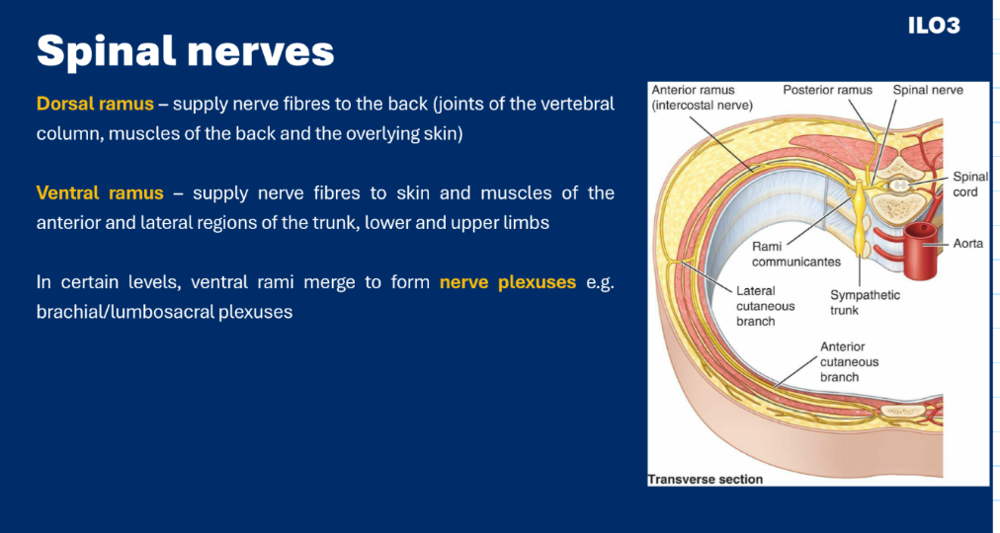 ILO3
Spinal nerves
Dorsal ramus – supply nerve fibres to the back (joints of the vertebral
column, muscles of the back and the overlying skin)
Ventral ramus – supply nerve fibres to skin and muscles of the
anterior and lateral regions of the trunk, lower and upper limbs
In certain levels, ventral rami merge to form nerve plexuses e.g.
brachial/lumbosacral plexuses
Anterior ramus
(intercostal nerve)
Posterior ramus
Spinal nerve
Spinal
cord
Aorta
Rami
communicantes
Lateral
cutaneous
branch
Sympathetic
trunk
Anterior
cutaneous
branch
Transverse section